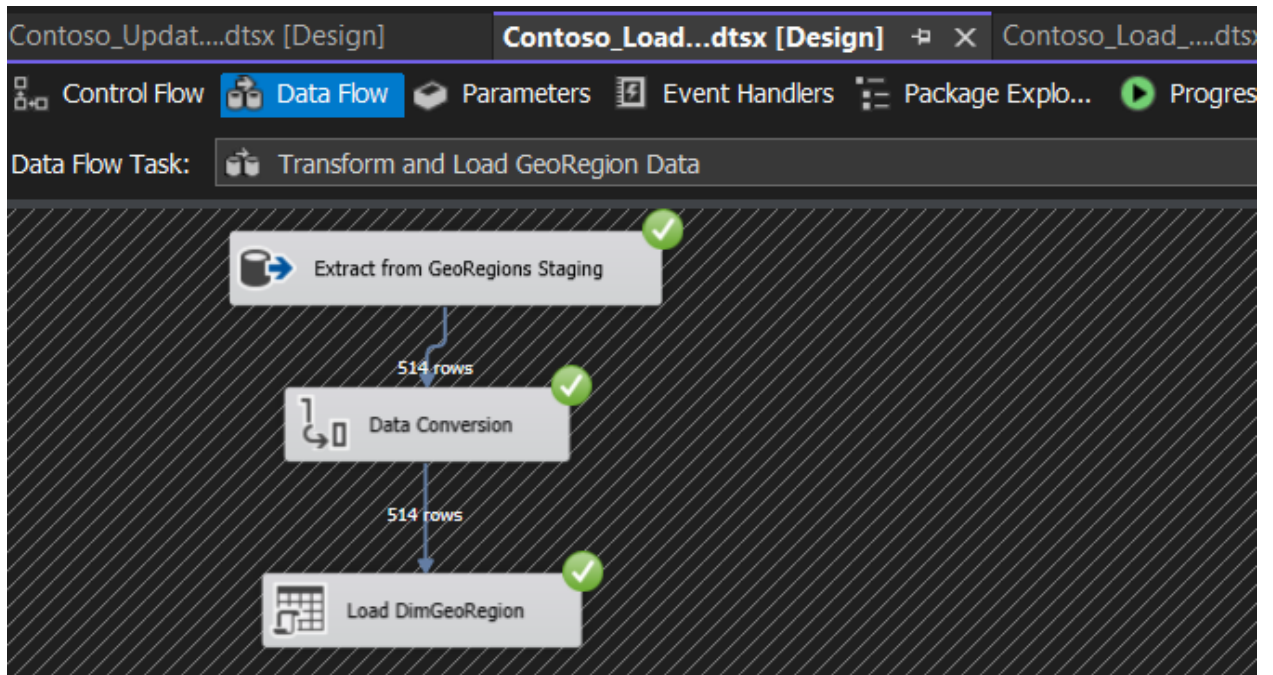 Contoso_Updat....dtsx [Design] Contoso_Load...dtsx [Design] Contoso_Load_....dtsx
Control Flow Data Flow Parameters Event Handlers Package Explo... Progres
Data Flow Task: Transform and Load GeoRegion Data
Extract from GeoRegions Staging
514 rows
Data Conversion
514 rows
Load DimGeoRegion